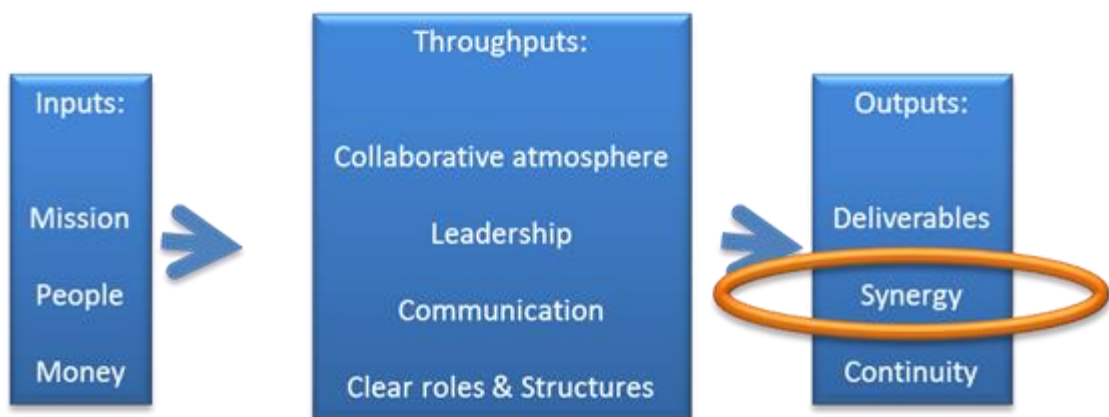 Inputs:
Mission
People
Money
Throughputs:
Collaborative atmosphere
Leadership
Communication
Clear roles & Structures
Outputs:
Deliverables
Synergy
Continuity